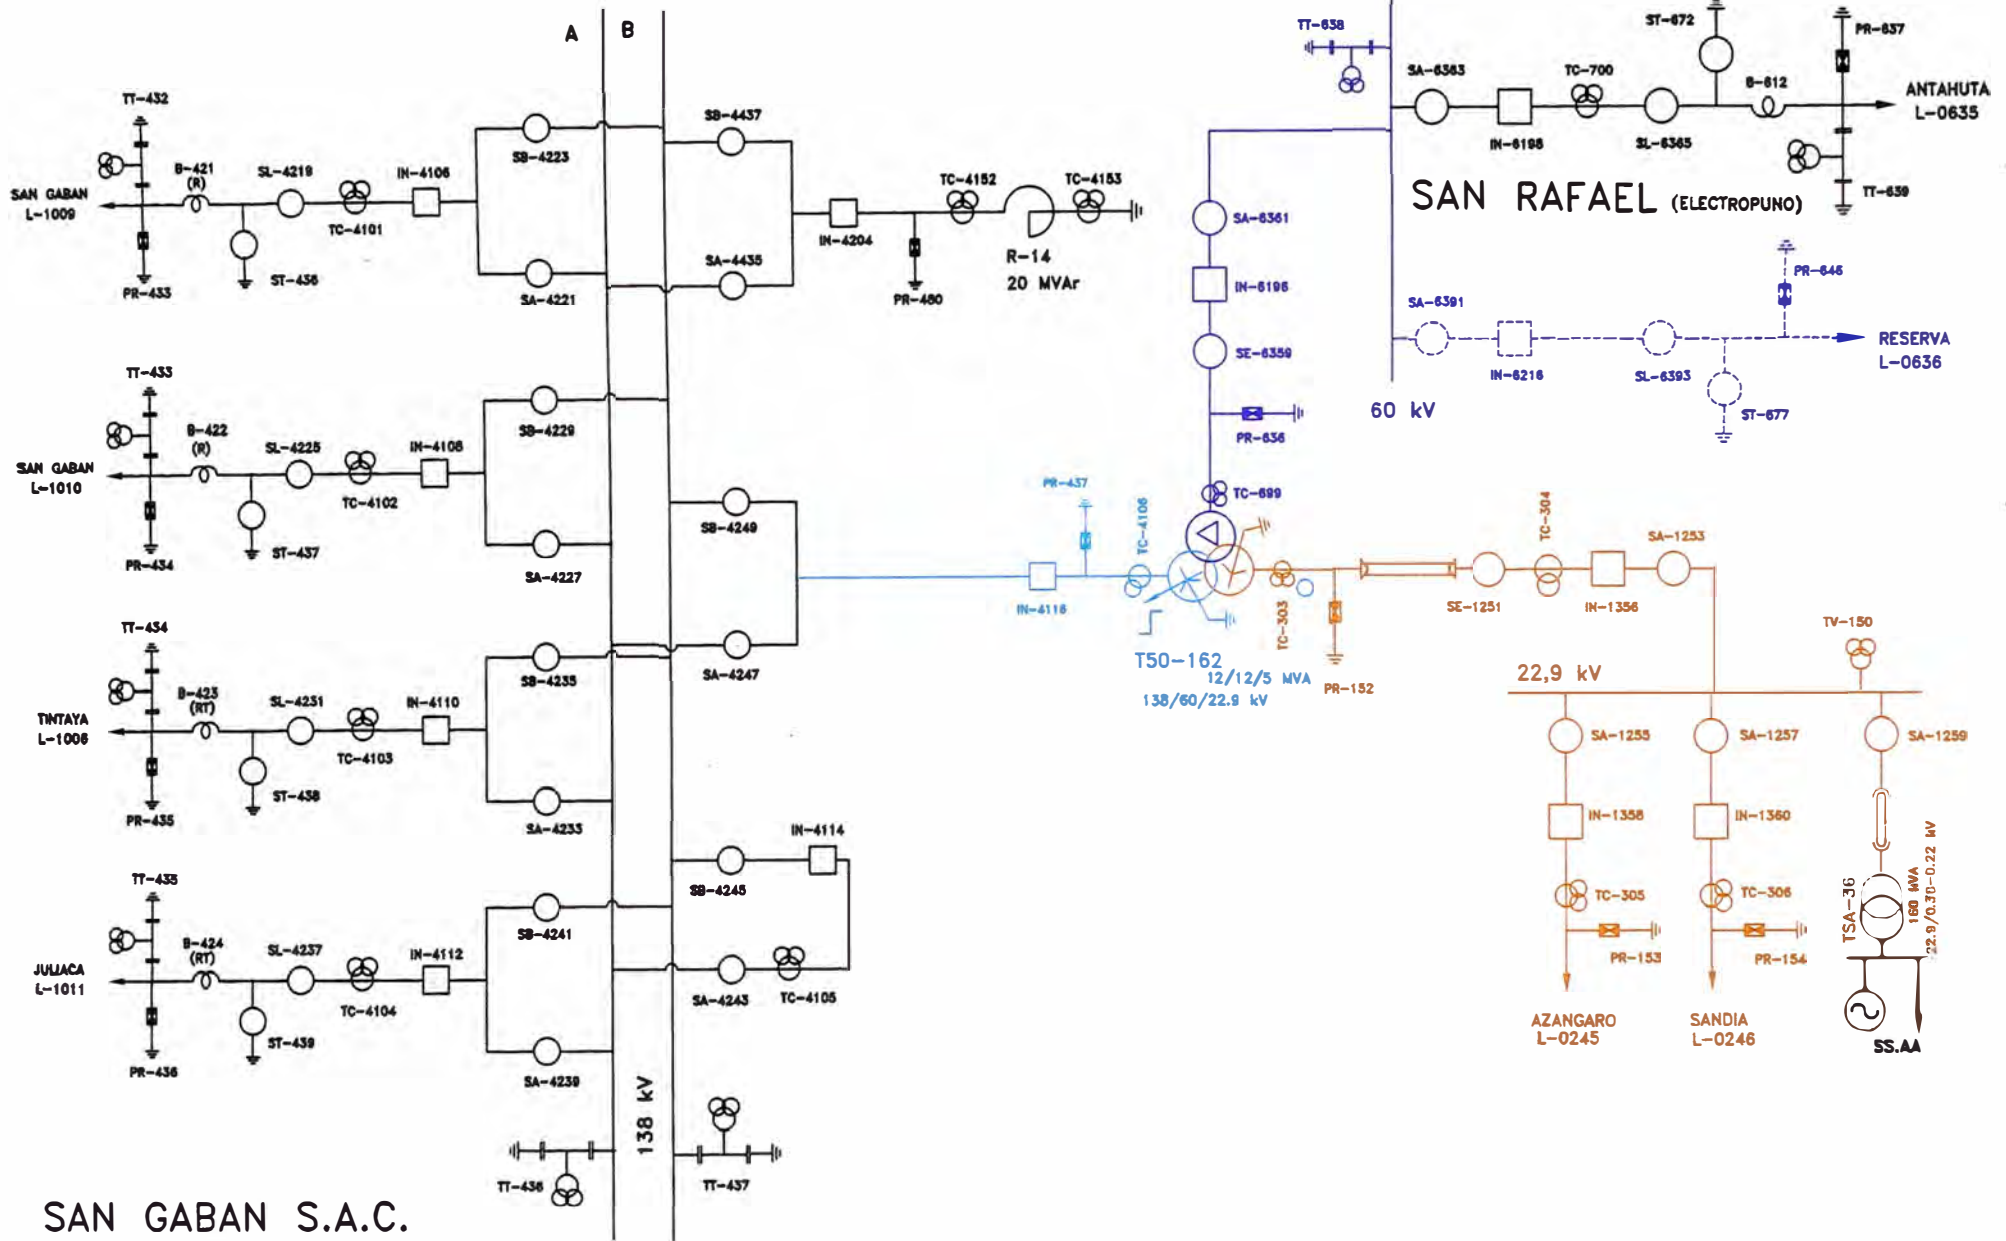 A
B
TT-432
B-421
(R)
SL-4219
IN-4106
SB-4223
SAN GABAN
L-1009
TC-4101
ST-436
SA-4221
PR-433
SB-4437
TC-4152
TC-4153
IN-4204
SA-4435
R-14
20 MVAr
PR-480
TT-433
B-422
(R)
SL-4225
IN-4108
SB-4229
SAN GABAN
L-1010
TC-4102
ST-437
SA-4227
PR-434
SB-4249
SA-4247
TT-434
B-423
(RT)
SL-4231
IN-4110
SB-4235
TINTAYA
L-1006
TC-4103
ST-438
SA-4233
PR-435
IN-4114
SB-4245
SA-4243
TC-4105
TT-435
B-424
(RT)
SL-4237
IN-4112
SB-4241
JULIACA
L-1011
TC-4104
ST-439
SA-4239
PR-436
138 kV
TT-436
TT-437
SAN GABAN S.A.C.
TT-638
SA-6363
TC-700
ST-672
B-612
PR-637
ANTAHUTA
L-0635
IN-6198
SL-6365
TT-639
SAN RAFAEL (ELECTROPUNO)
SA-6361
IN-6196
SE-6359
PR-636
TC-699
60 kV
SA-6391
IN-6216
SL-6393
PR-646
ST-677
RESERVA
L-0636
PR-437
TC-4106
IN-4116
T50-162
12/12/5 MVA
138/60/22.9 kV
TC-303
PR-152
SE-1251
TC-304
IN-1356
SA-1253
22,9 kV
TV-150
SA-1255
SA-1257
SA-1259
IN-1358
IN-1360
TC-305
TC-306
PR-153
PR-154
AZANGARO
L-0245
SANDIA
L-0246
TSA-36
22.9/0.38-0.22 kV
SS.AA